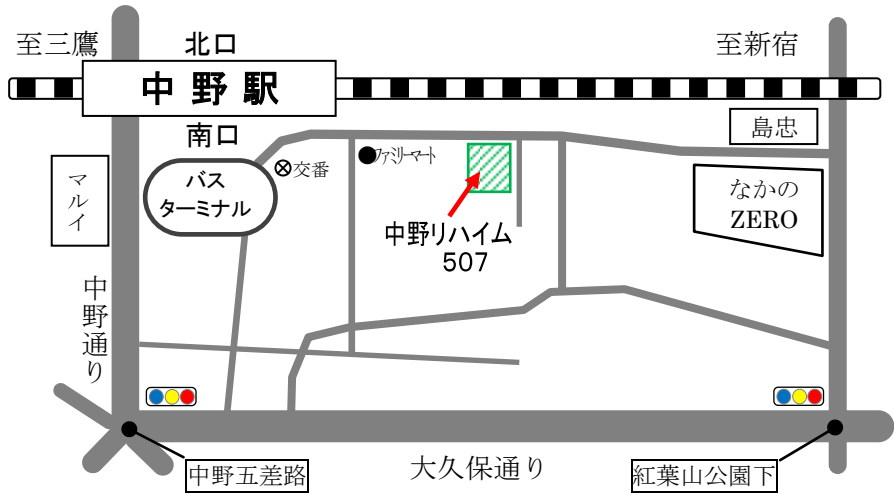 至三鷹
北口
至新宿
中野駅
南口
島忠
交番
ファミリーマート
マルイ
バス
ターミナル
なかの
ZERO
中野リハイム
507
中野通り
大久保通り
中野五差路
紅葉山公園下